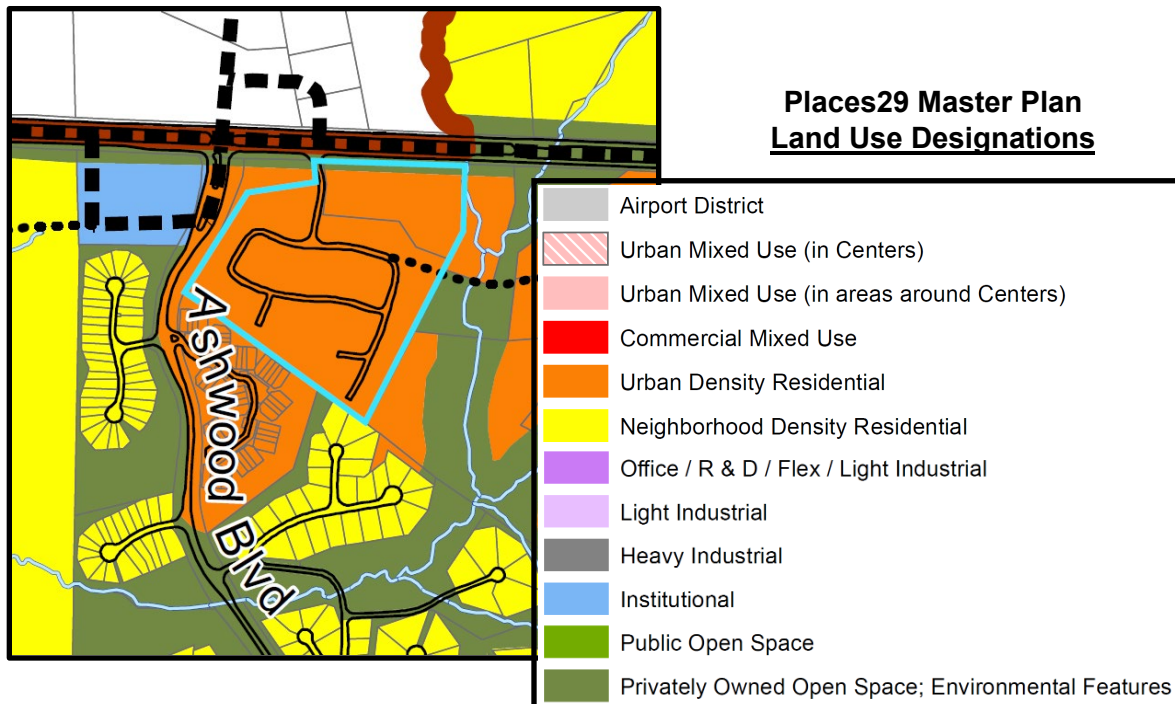 Places29 Master Plan
Land Use Designations
Airport District
Urban Mixed Use (in Centers)
Urban Mixed Use (in areas around Centers)
Commercial Mixed Use
Urban Density Residential
Neighborhood Density Residential
Office / R & D / Flex / Light Industrial
Light Industrial
Heavy Industrial
Institutional
Public Open Space
Privately Owned Open Space; Environmental Features
Ashwood Blvd